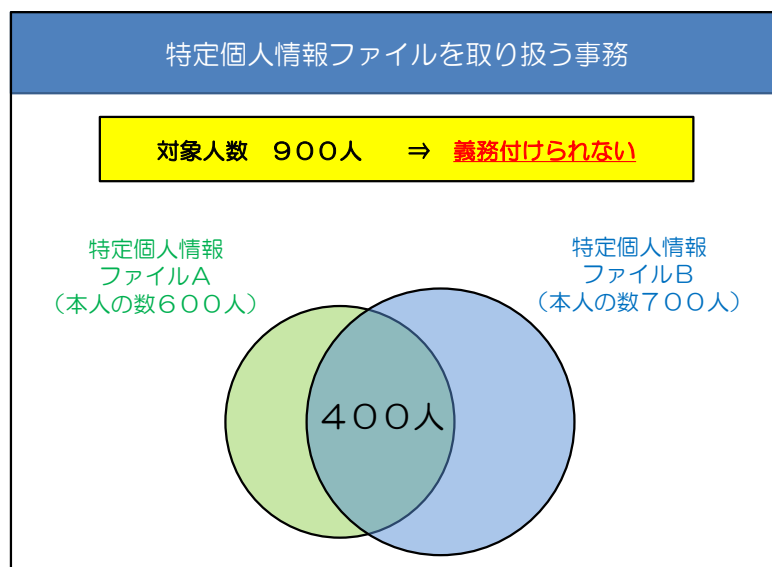 特定個人情報ファイルを取り扱う事務
対象人数　９００人　　⇒　義務付けられない
特定個人情報
ファイルＡ
（本人の数６００人）
特定個人情報
ファイルＢ
（本人の数７００人）
４００人